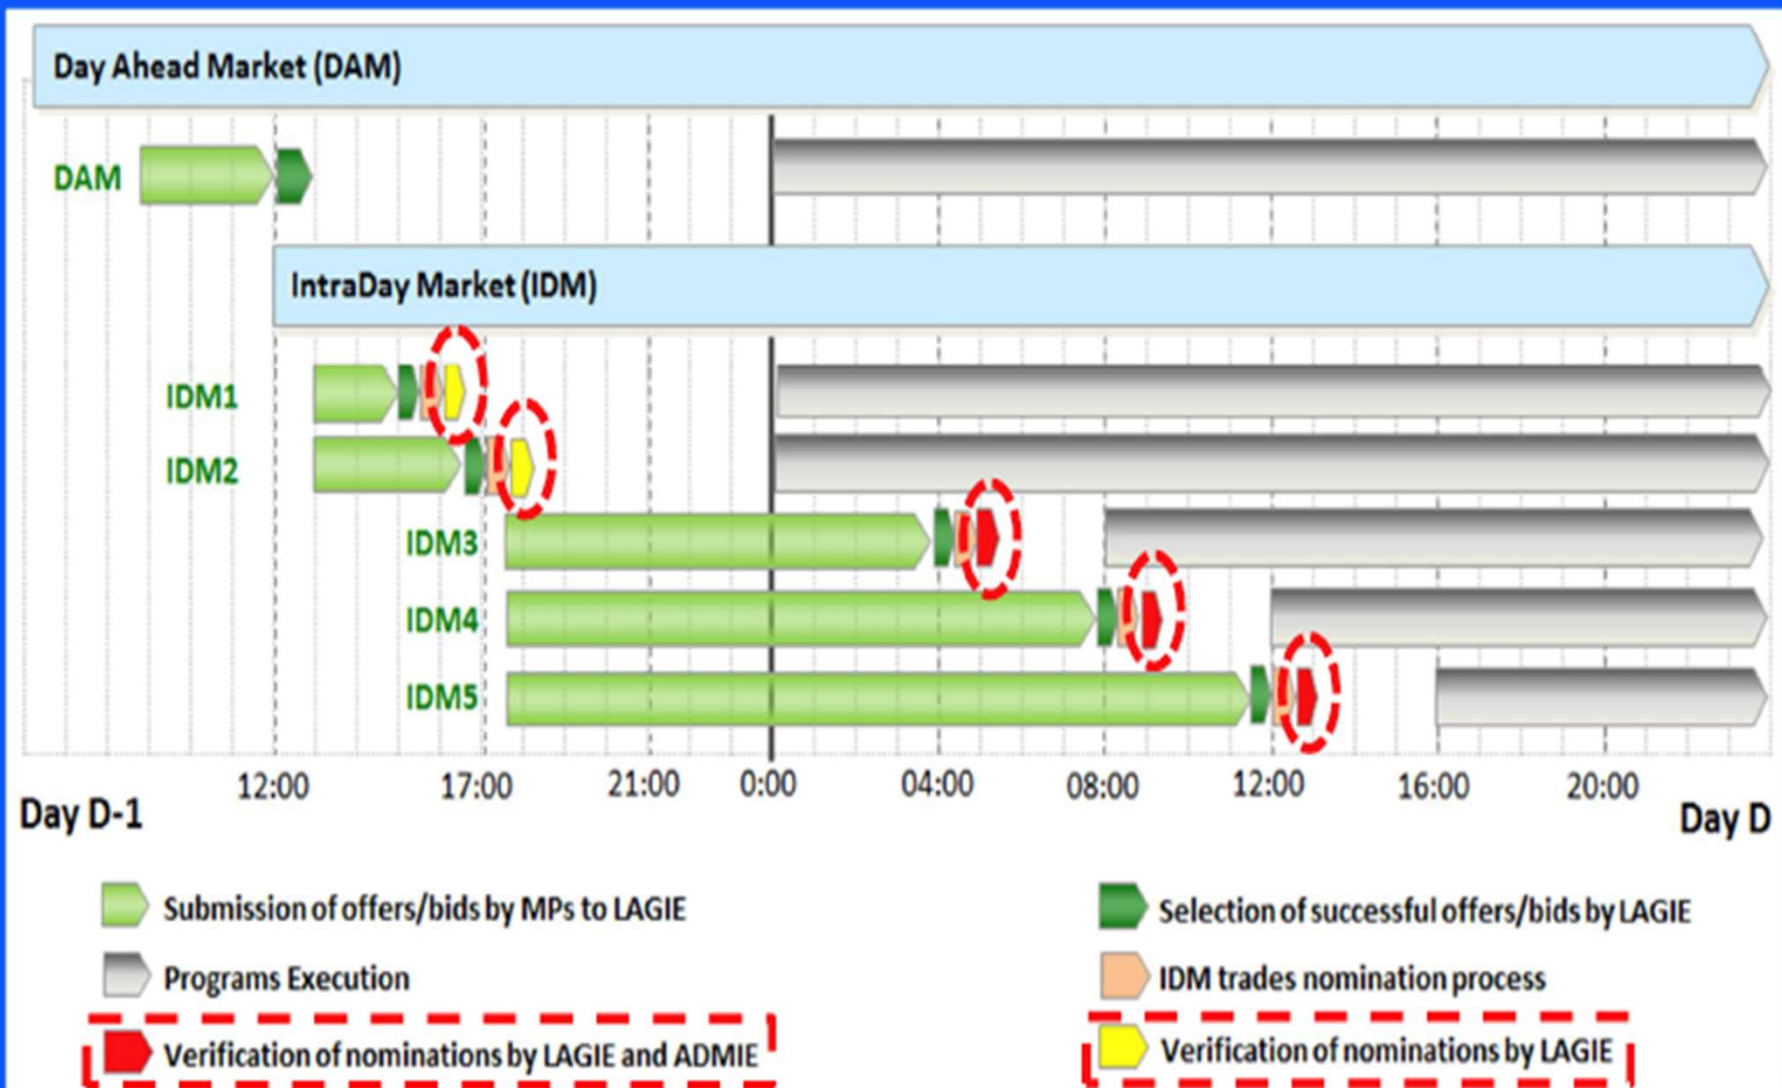 Day Ahead Market (DAM)
DAM
IntraDay Market (IDM)
IDM1
IDM2
IDM3
IDM4
IDM5
12:00 17:00 21:00 0:00 04:00 08:00 12:00 16:00 20:00
Day D-1 Day D
Submission of offers/bids by MPs to LAGIE
Selection of successful offers/bids by LAGIE
Programs Execution
IDM trades nomination process
Verification of nominations by LAGIE and ADMIE
Verification of nominations by LAGIE